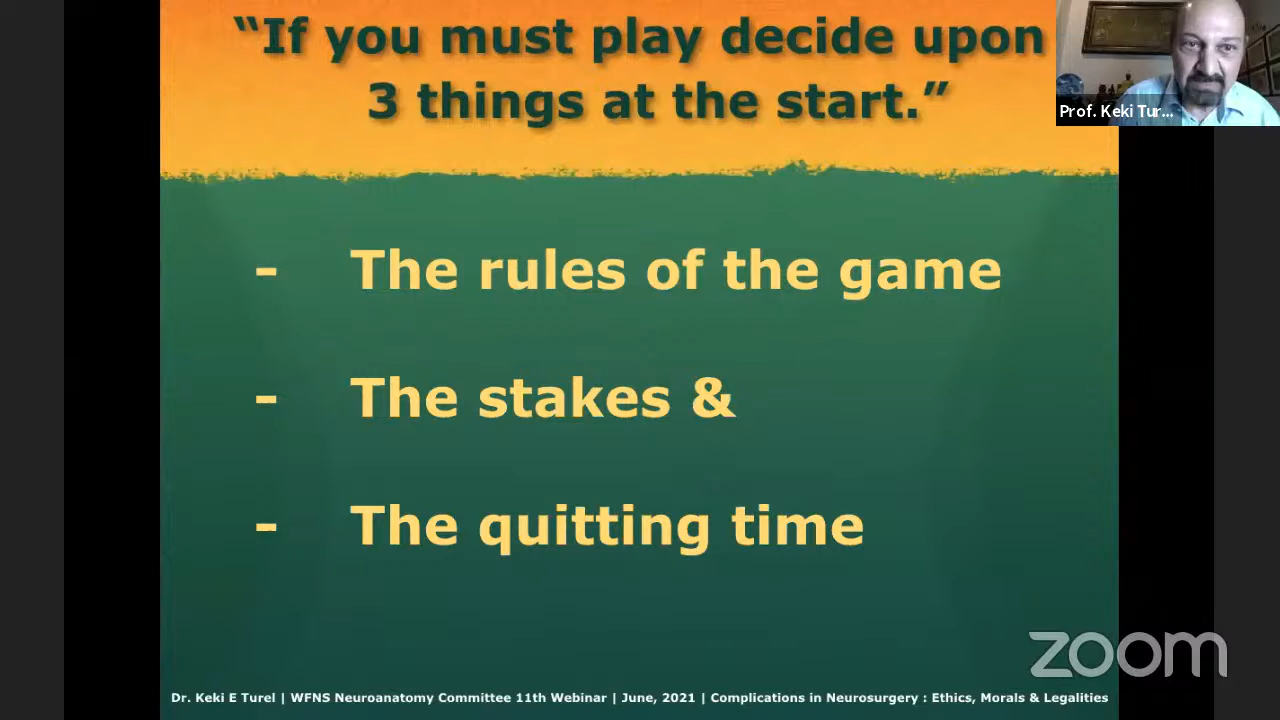 “If you must play decide upon
3 things at the start.”
Prof. Keki Tur...
- The rules of the game
- The stakes &
- The quitting time
zoom
Dr. Keki E Turel | WFNS Neuroanatomy Committee 11th Webinar | June, 2021 | Complications in Neurosurgery : Ethics, Morals & Legalities